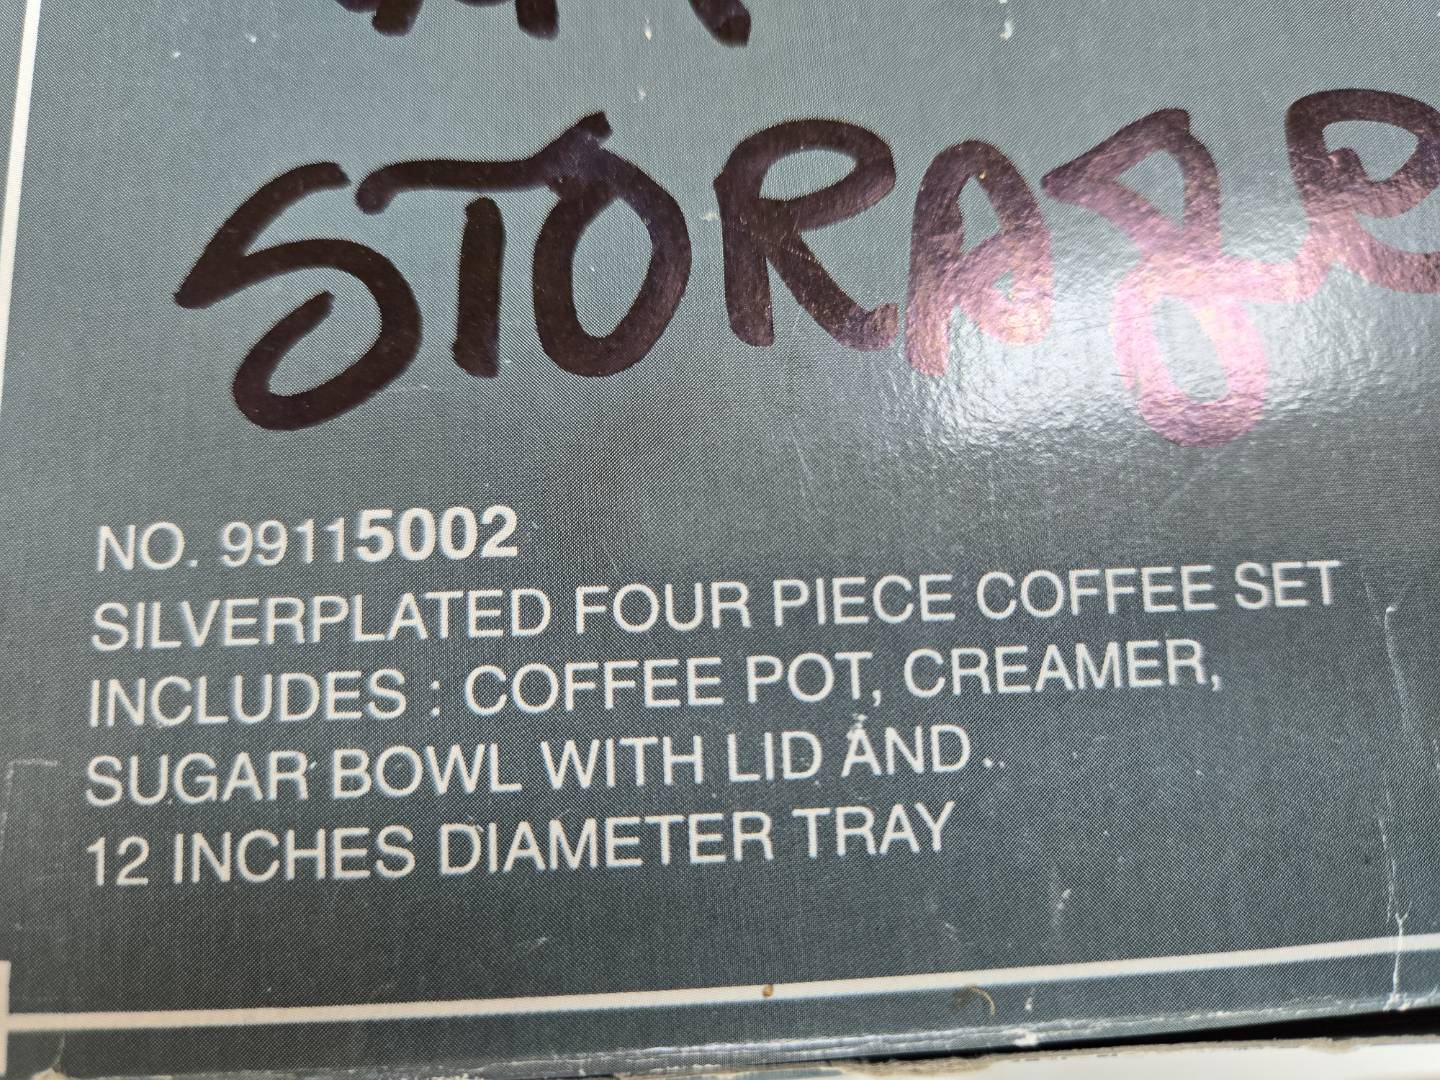 STORAge
NO. 99115002
SILVERPLATED FOUR PIECE COFFEE SET
INCLUDES : COFFEE POT, CREAMER,
SUGAR BOWL WITH LID AND
12 INCHES DIAMETER TRAY